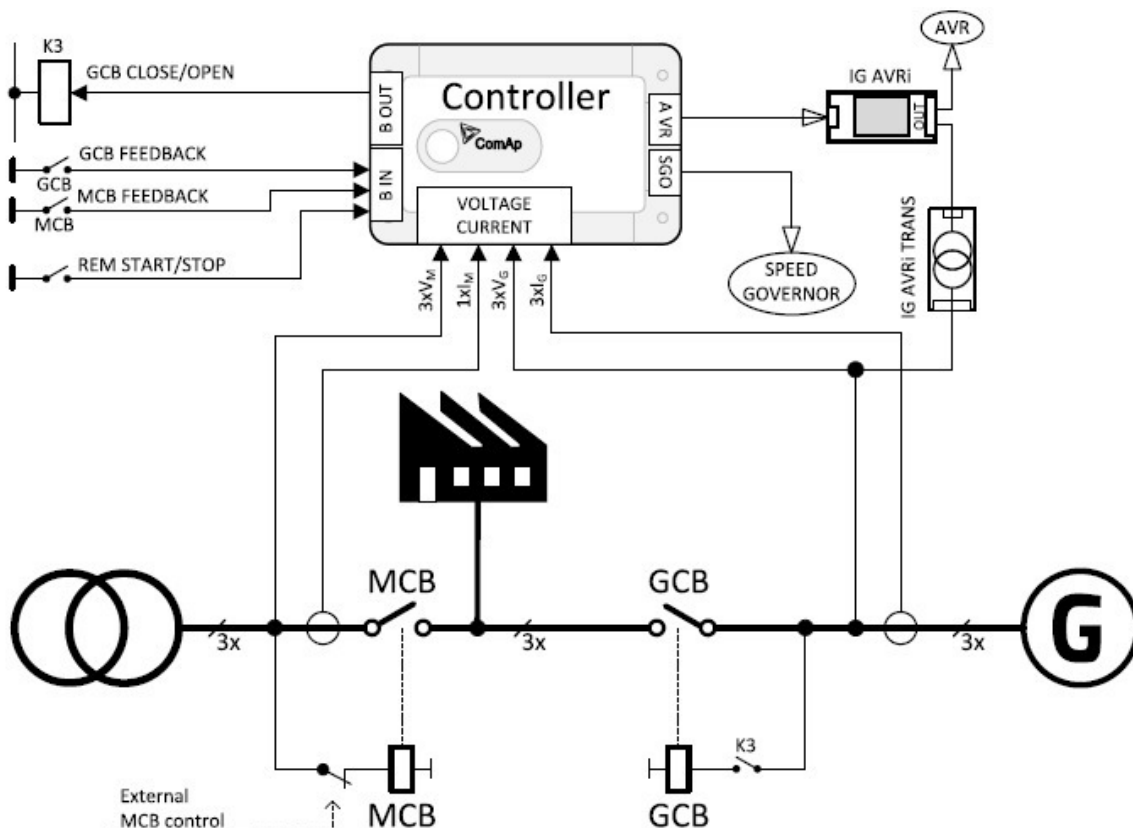 K3
GCB CLOSE/OPEN
B OUT
Controller
ComAp
A VR
IG AVRi
OUT
AVR
GCB FEEDBACK
GCB
MCB FEEDBACK
MCB
B IN
SGO
VOLTAGE
CURRENT
REM START/STOP
3xVM
1xIM
3xVG
3xIG
SPEED
GOVERNOR
IG AVRi TRANS
MCB
GCB
3x
3x
3x
G
K3
External
MCB control
MCB
GCB